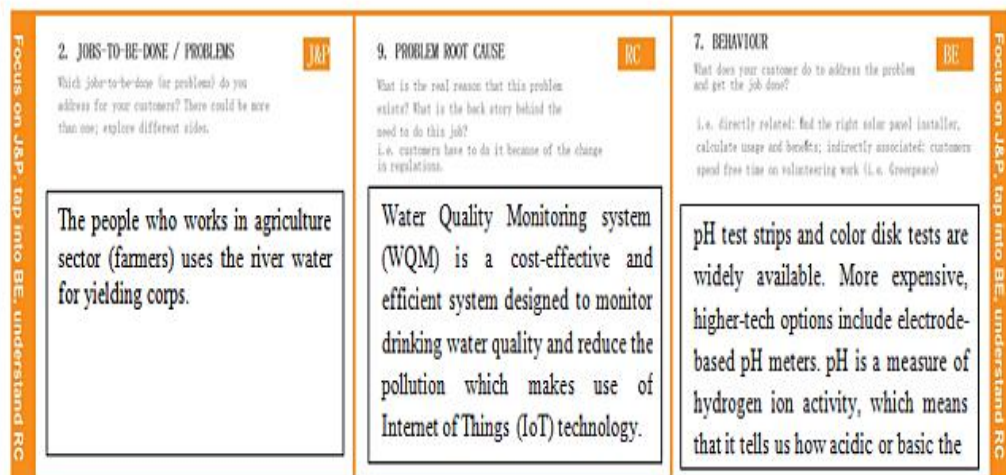 Focus on J&P, tap into BE, understand RC
2. JOBS-TO-BE-DONE / PROBLEMS
J&P
Which jobs-to-be-done (or problems) do you
address for your customers? There could be more
than one; explore different sides.
The people who works in agriculture
sector (farmers) uses the river water
for yielding corps.
9. PROBLEM ROOT CAUSE
RC
What is the real reason that this problem
exists? What is the back story behind the
need to do this job?
i.e. customers have to do it because of the change
in regulations.
Water Quality Monitoring system
(WQM) is a cost-effective and
efficient system designed to monitor
drinking water quality and reduce the
pollution which makes use of
Internet of Things (IoT) technology.
7. BEHAVIOUR
BE
What does your customer do to address the problem
and get the job done?
i.e. directly related: find the right solar panel installer,
calculate usage and benefits; indirectly associated: customers
spend free time on volunteering work (i.e. Greenpeace)
pH test strips and color disk tests are
widely available. More expensive,
higher-tech options include electrode-
based pH meters. pH is a measure of
hydrogen ion activity, which means
that it tells us how acidic or basic the
Focus on J&P, tap into BE, understand RC